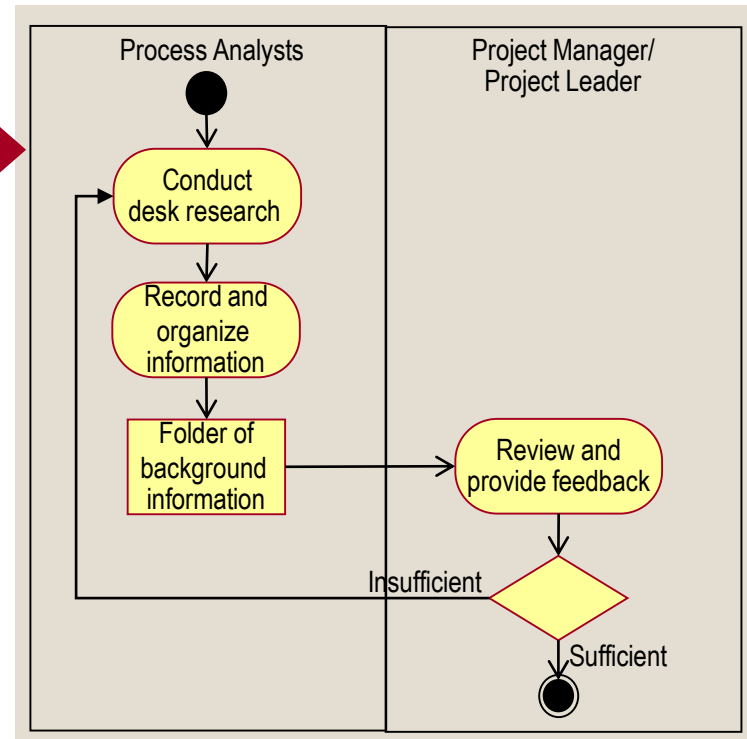 Process Analysts
Project Manager/
Project Leader
Conduct
desk research
Record and
organize
information
Folder of
background
information
Review and
provide feedback
Insufficient
Sufficient